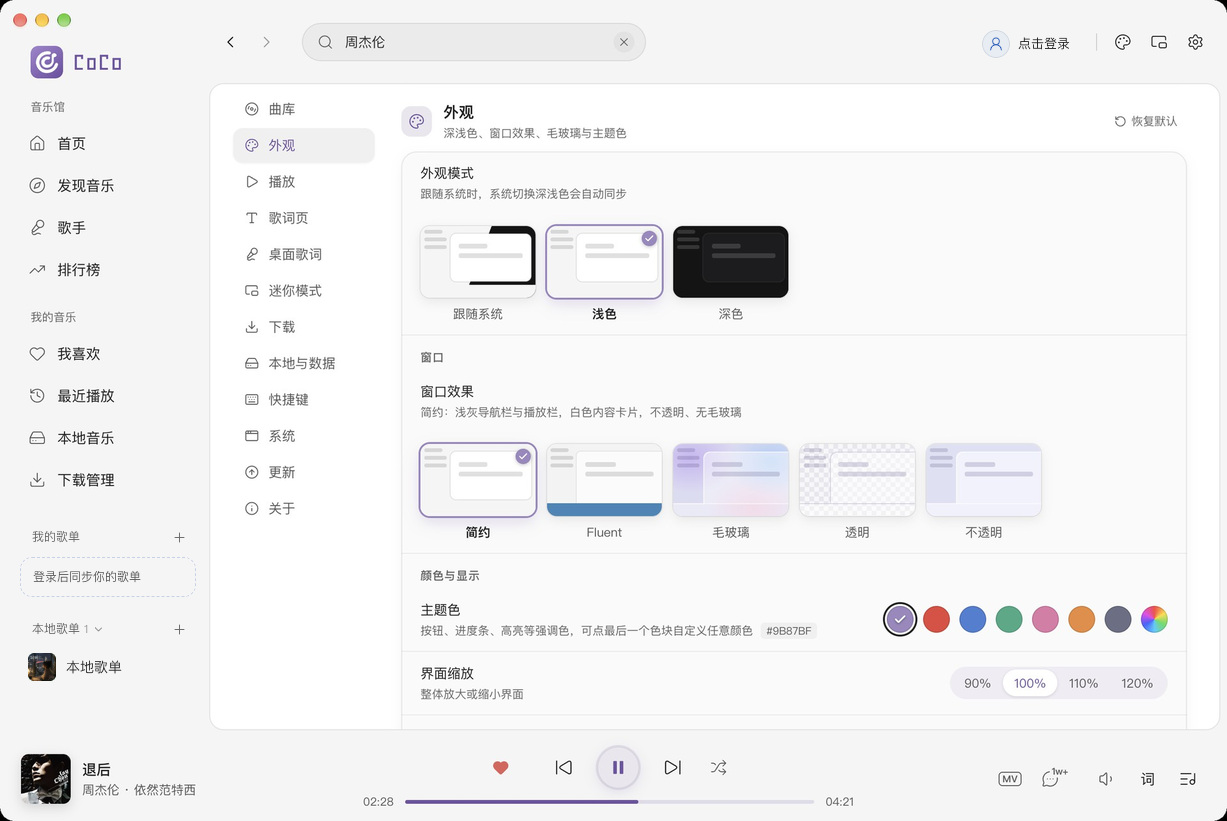 周杰伦
点击登录
CoCo
音乐馆
首页
发现音乐
歌手
排行榜
我的音乐
我喜欢
最近播放
本地音乐
下载管理
我的歌单
登录后同步你的歌单
本地歌单 1
本地歌单
曲库
外观
播放
歌词页
桌面歌词
迷你模式
下载
本地与数据
快捷键
系统
更新
关于
外观
深浅色、窗口效果、毛玻璃与主题色
恢复默认
外观模式
跟随系统时，系统切换深浅色会自动同步
跟随系统 浅色 深色
窗口
窗口效果
简约：浅灰导航栏与播放栏，白色内容卡片，不透明、无毛玻璃
简约 Fluent 毛玻璃 透明 不透明
颜色与显示
主题色
按钮、进度条、高亮等强调色，可点最后一个色块自定义任意颜色 #9B87BF
界面缩放
整体放大或缩小界面
90% 100% 110% 120%
退后
周杰伦 · 依然范特西
02:28 04:21
MV 1w+ 词